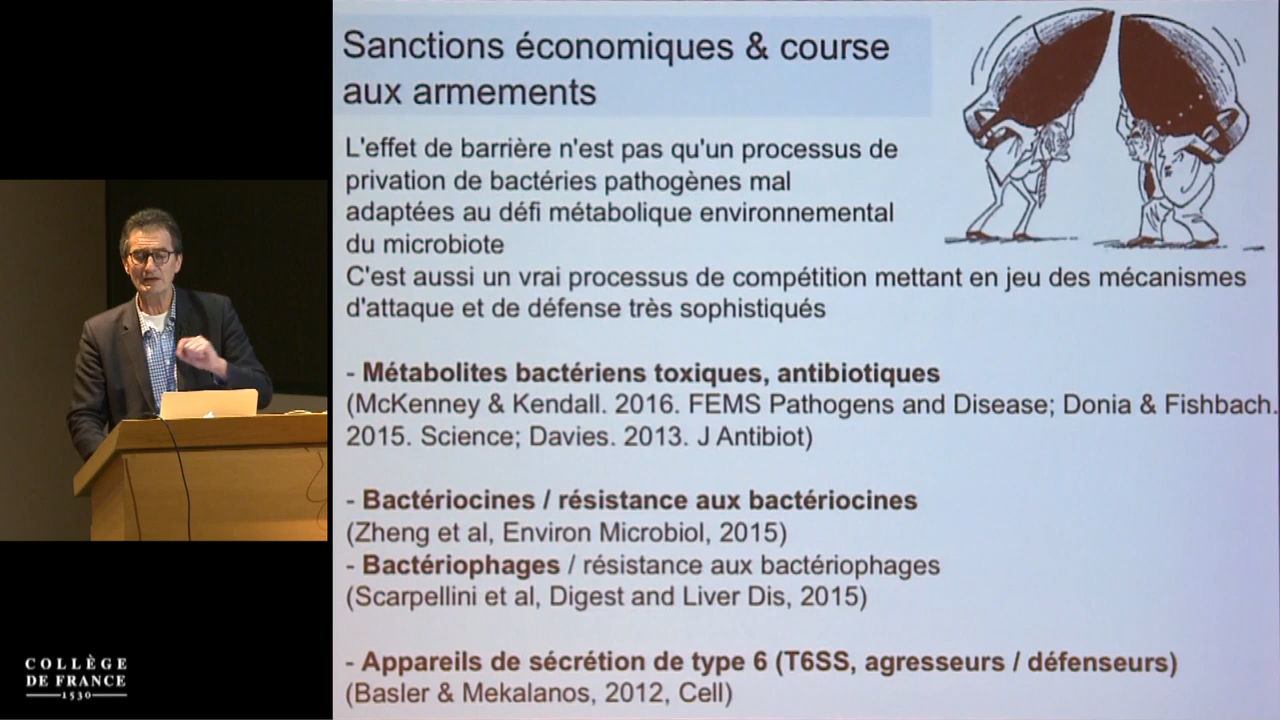 Sanctions économiques & course
aux armements
L'effet de barrière n'est pas qu'un processus de
privation de bactéries pathogènes mal
adaptées au défi métabolique environnemental
du microbiote
C'est aussi un vrai processus de compétition mettant en jeu des mécanismes
d'attaque et de défense très sophistiqués
- Métabolites bactériens toxiques, antibiotiques
(McKenney & Kendall. 2016. FEMS Pathogens and Disease; Donia & Fishbach.
2015. Science; Davies. 2013. J Antibiot)
- Bactériocines / résistance aux bactériocines
(Zheng et al, Environ Microbiol, 2015)
- Bactériophages / résistance aux bactériophages
(Scarpellini et al, Digest and Liver Dis, 2015)
- Appareils de sécrétion de type 6 (T6SS, agresseurs / défenseurs)
(Basler & Mekalanos, 2012, Cell)
COLLÈGE
DE FRANCE
1530